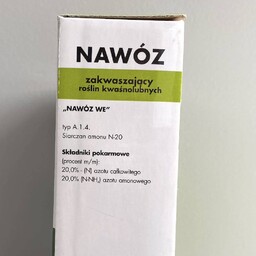 NAWÓZ
zakwaszający
roślin kwaśnolubnych
„NAWÓZ WE"
typ A.1.4.
Siarczan amonu N-20
Składniki pokarmowe
(procent m/m):
20,0% - (N) azotu całkowitego
20,0% (N-NH₄) azotu amonowego